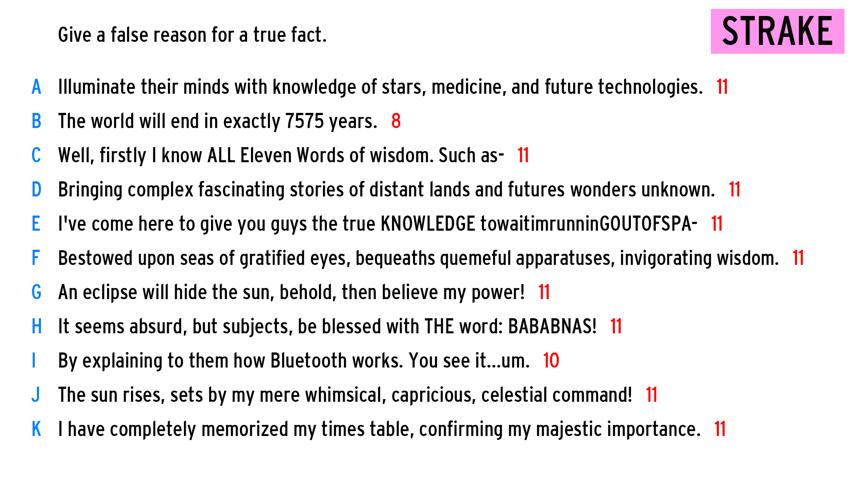 Give a false reason for a true fact.
STRAKE
A Illuminate their minds with knowledge of stars, medicine, and future technologies. 11
B The world will end in exactly 7575 years. 8
C Well, firstly I know ALL Eleven Words of wisdom. Such as- 11
D Bringing complex fascinating stories of distant lands and futures wonders unknown. 11
E I've come here to give you guys the true KNOWLEDGE towaitimrunninGOUTOFSPA- 11
F Bestowed upon seas of gratified eyes, bequeaths quemeful apparatuses, invigorating wisdom. 11
G An eclipse will hide the sun, behold, then believe my power! 11
H It seems absurd, but subjects, be blessed with THE word: BABABNAS! 11
I By explaining to them how Bluetooth works. You see it...um. 10
J The sun rises, sets by my mere whimsical, capricious, celestial command! 11
K I have completely memorized my times table, confirming my majestic importance. 11